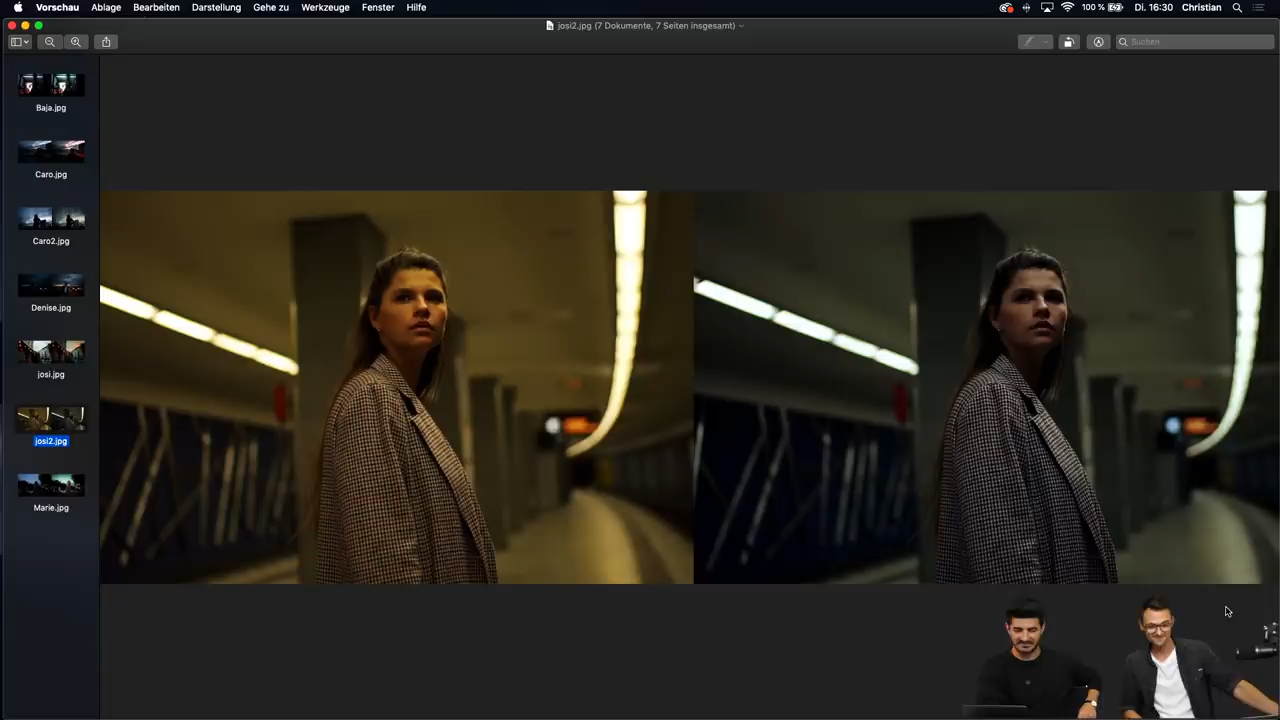 Vorschau Ablage Bearbeiten Darstellung Gehe zu Werkzeuge Fenster Hilfe 100 % Di. 16:30 Christian
josi2.jpg (7 Dokumente, 7 Seiten insgesamt)
Suchen
Baja.jpg
Caro.jpg
Caro2.jpg
Denise.jpg
josi.jpg
josi2.jpg
Marie.jpg